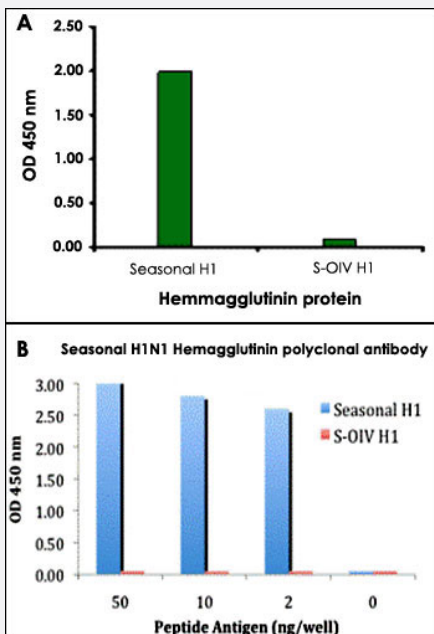 A
OD 450 nm
2.50
2.00
1.50
1.00
0.50
0.00
Seasonal H1
S-OIV H1
Hemmagglutinin protein
B
Seasonal H1N1 Hemagglutinin polyclonal antibody
OD 450 nm
3.00
2.50
2.00
1.50
1.00
0.50
0.00
Seasonal H1
S-OIV H1
50
10
2
0
Peptide Antigen (ng/well)